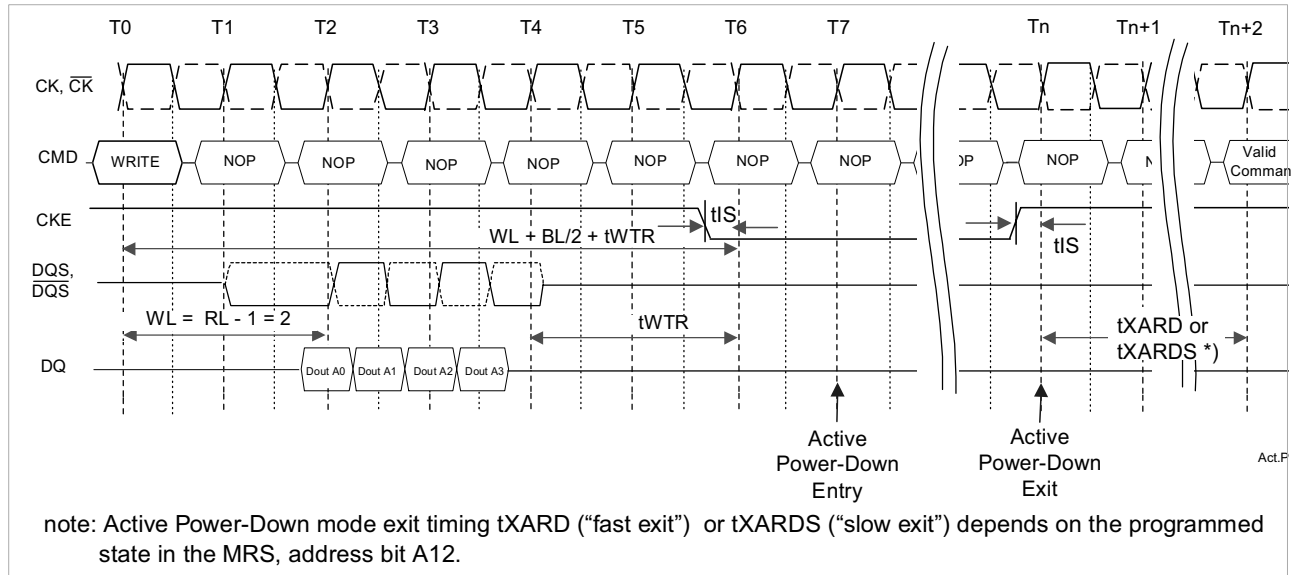 T0 T1 T2 T3 T4 T5 T6 T7 Tn Tn+1 Tn+2
CK, CK
CMD WRITE NOP NOP NOP NOP NOP NOP NOP NOP Valid
Comman
CKE tIS
WL + BL/2 + tWTR tIS
DQS,
DQS
WL = RL - 1 = 2 tWTR tXARD or
tXARDS *)
DQ Dout A0 Dout A1 Dout A2 Dout A3
Active
Power-Down
Entry
Active
Power-Down
Exit
Act.P
note: Active Power-Down mode exit timing tXARD (“fast exit”) or tXARDS (“slow exit”) depends on the programmed
state in the MRS, address bit A12.